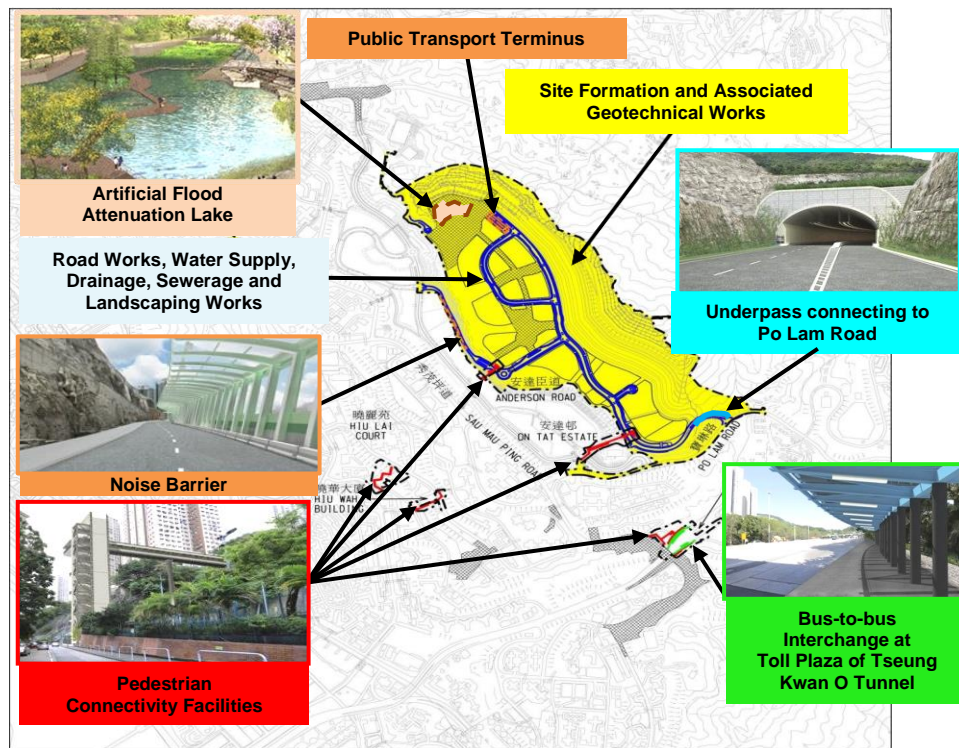 Public Transport Terminus
Site Formation and Associated
Geotechnical Works
Artificial Flood
Attenuation Lake
Road Works, Water Supply,
Drainage, Sewerage and
Landscaping Works
Underpass connecting to
Po Lam Road
Noise Barrier
Pedestrian
Connectivity Facilities
Bus-to-bus
Interchange at
Toll Plaza of Tseung
Kwan O Tunnel
秀茂坪道
SAU MAU PING ROAD
安達臣道
ANDERSON ROAD
曉麗苑
HIU LAI
COURT
安達邨
ON TAT ESTATE
寶琳路
PO LAM ROAD
曉華大廈
HIU WAH
BUILDING